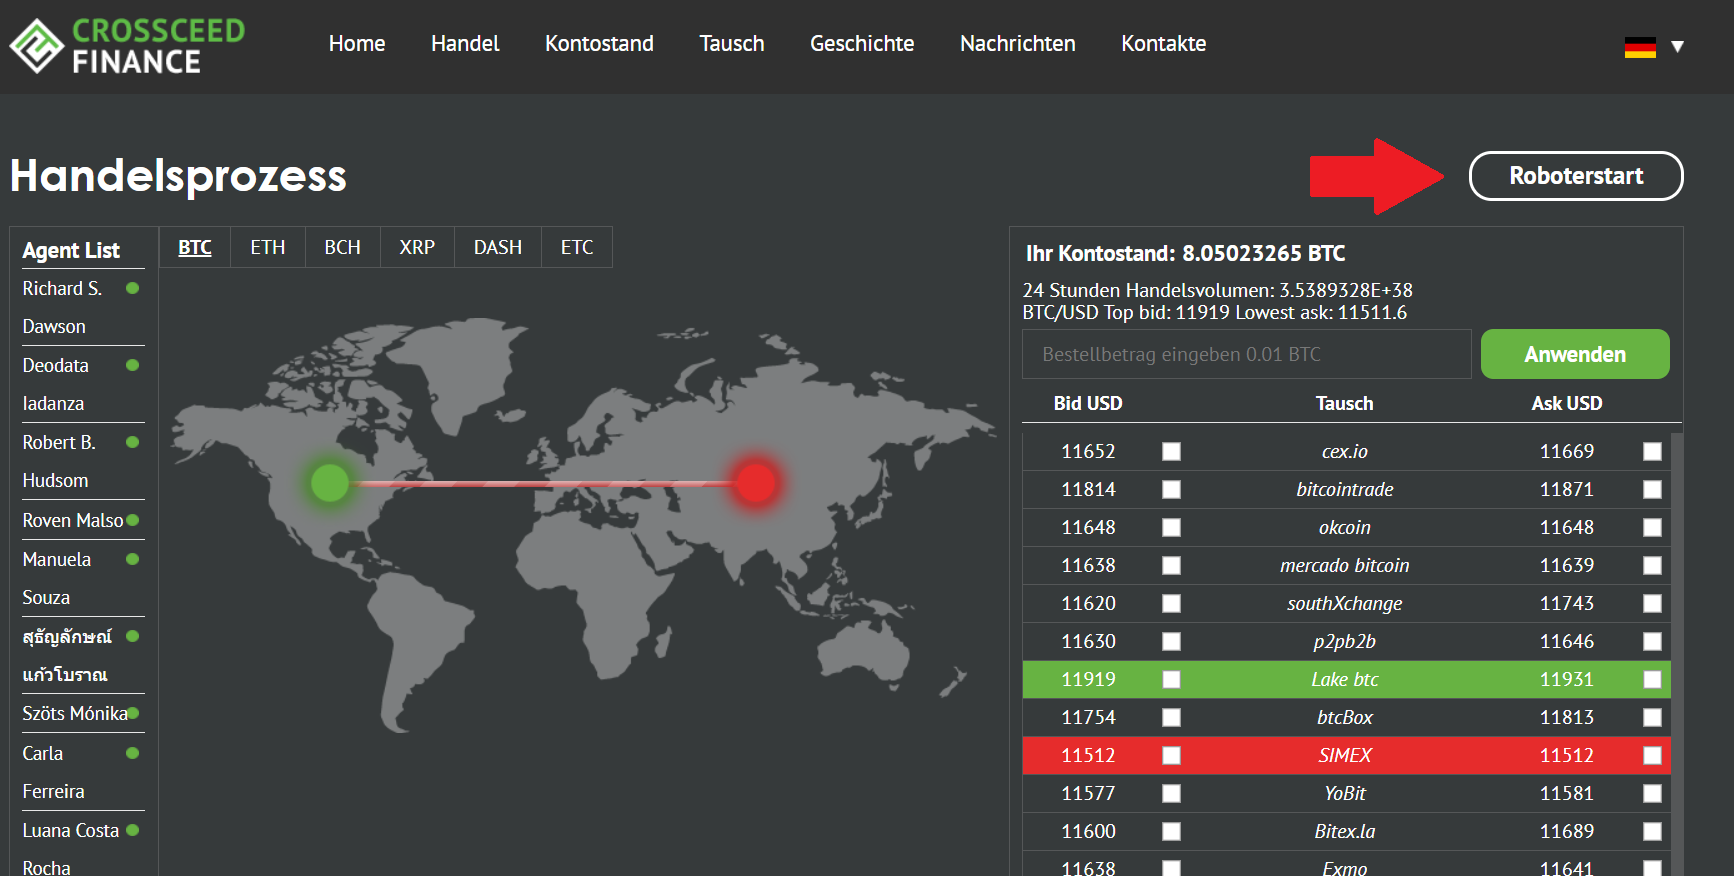 CROSSCEED
FINANCE
Home Handel Kontostand Tausch Geschichte Nachrichten Kontakte
Handelsprozess
Roboterstart
Agent List
Richard S.
Dawson
Deodata
Iadanza
Robert B.
Hudsom
Roven Malso
Manuela
Souza
สุธัญลักษณ์
แก้วโบราณ
Szöts Mónika
Carla
Ferreira
Luana Costa
Rocha
BTC ETH BCH XRP DASH ETC
Ihr Kontostand: 8.05023265 BTC
24 Stunden Handelsvolumen: 3.5389328E+38
BTC/USD Top bid: 11919 Lowest ask: 11511.6
Bestellbetrag eingeben 0.01 BTC
Anwenden
Bid USD Tausch Ask USD
11652 cex.io 11669
11814 bitcointrade 11871
11648 okcoin 11648
11638 mercado bitcoin 11639
11620 southXchange 11743
11630 p2pb2b 11646
11919 Lake btc 11931
11754 btcBox 11813
11512 SIMEX 11512
11577 YoBit 11581
11600 Bitex.la 11689
11638 Exmo 11641